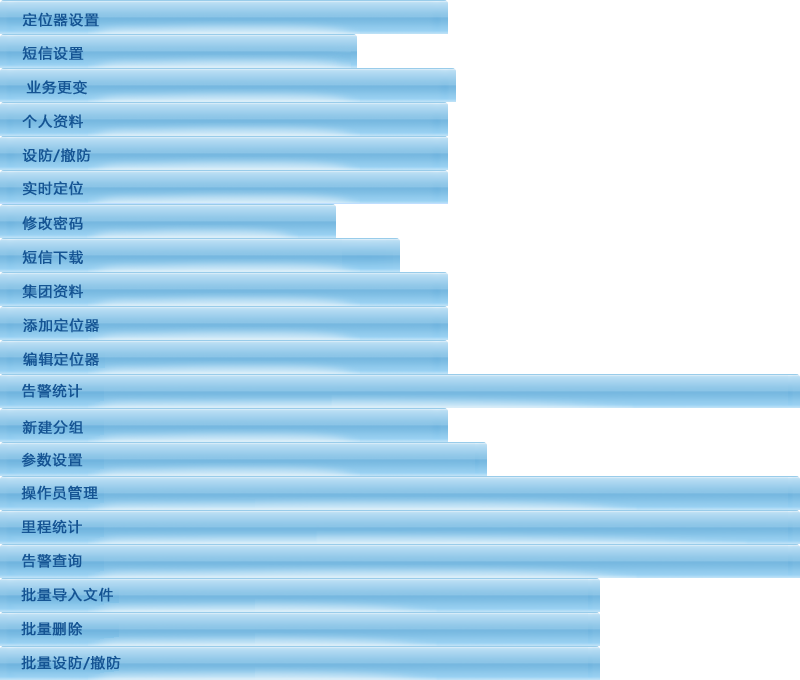 定位器设置
短信设置
业务更变
个人资料
设防/撤防
实时定位
修改密码
短信下载
集团资料
添加定位器
编辑定位器
告警统计
新建分组
参数设置
操作员管理
里程统计
告警查询
批量导入文件
批量删除
批量设防/撤防